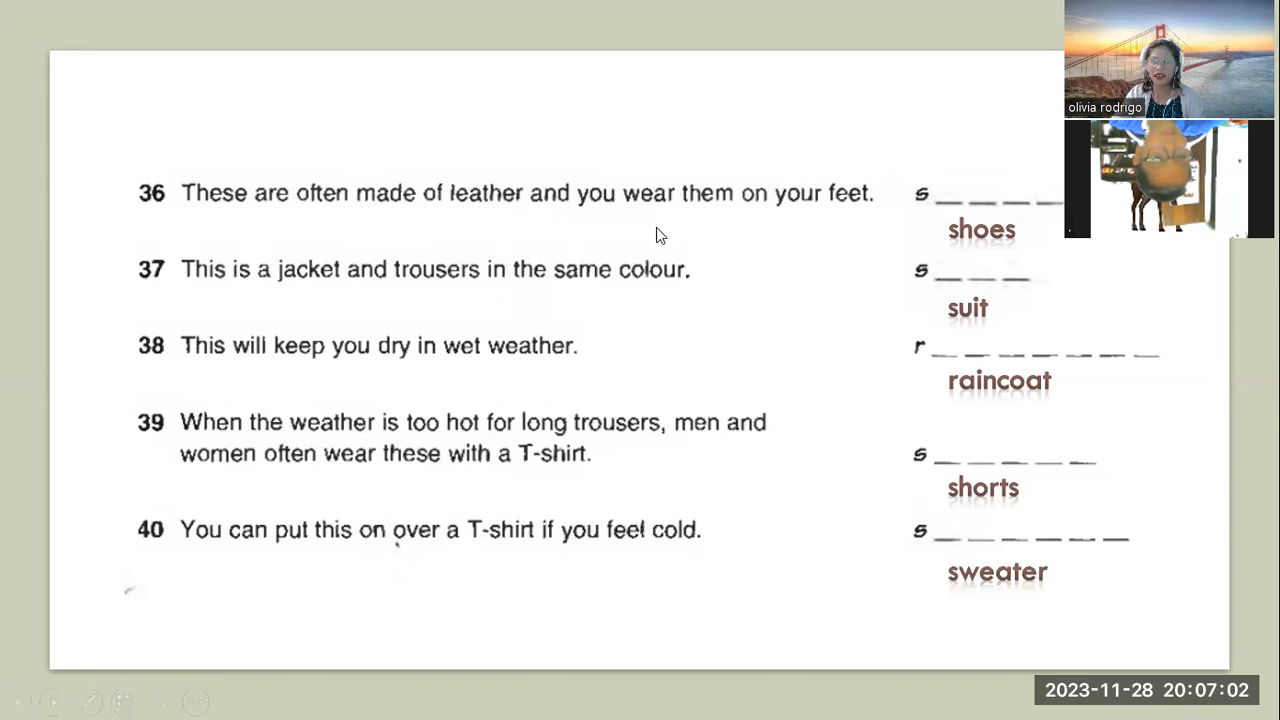 olivia rodrigo
36 These are often made of leather and you wear them on your feet. s _ _ _ _
shoes
37 This is a jacket and trousers in the same colour. s _ _ _
suit
38 This will keep you dry in wet weather. r _ _ _ _ _ _ _
raincoat
39 When the weather is too hot for long trousers, men and
women often wear these with a T-shirt. s _ _ _ _ _
shorts
40 You can put this on over a T-shirt if you feel cold. s _ _ _ _ _ _
sweater
2023-11-28 20:07:02